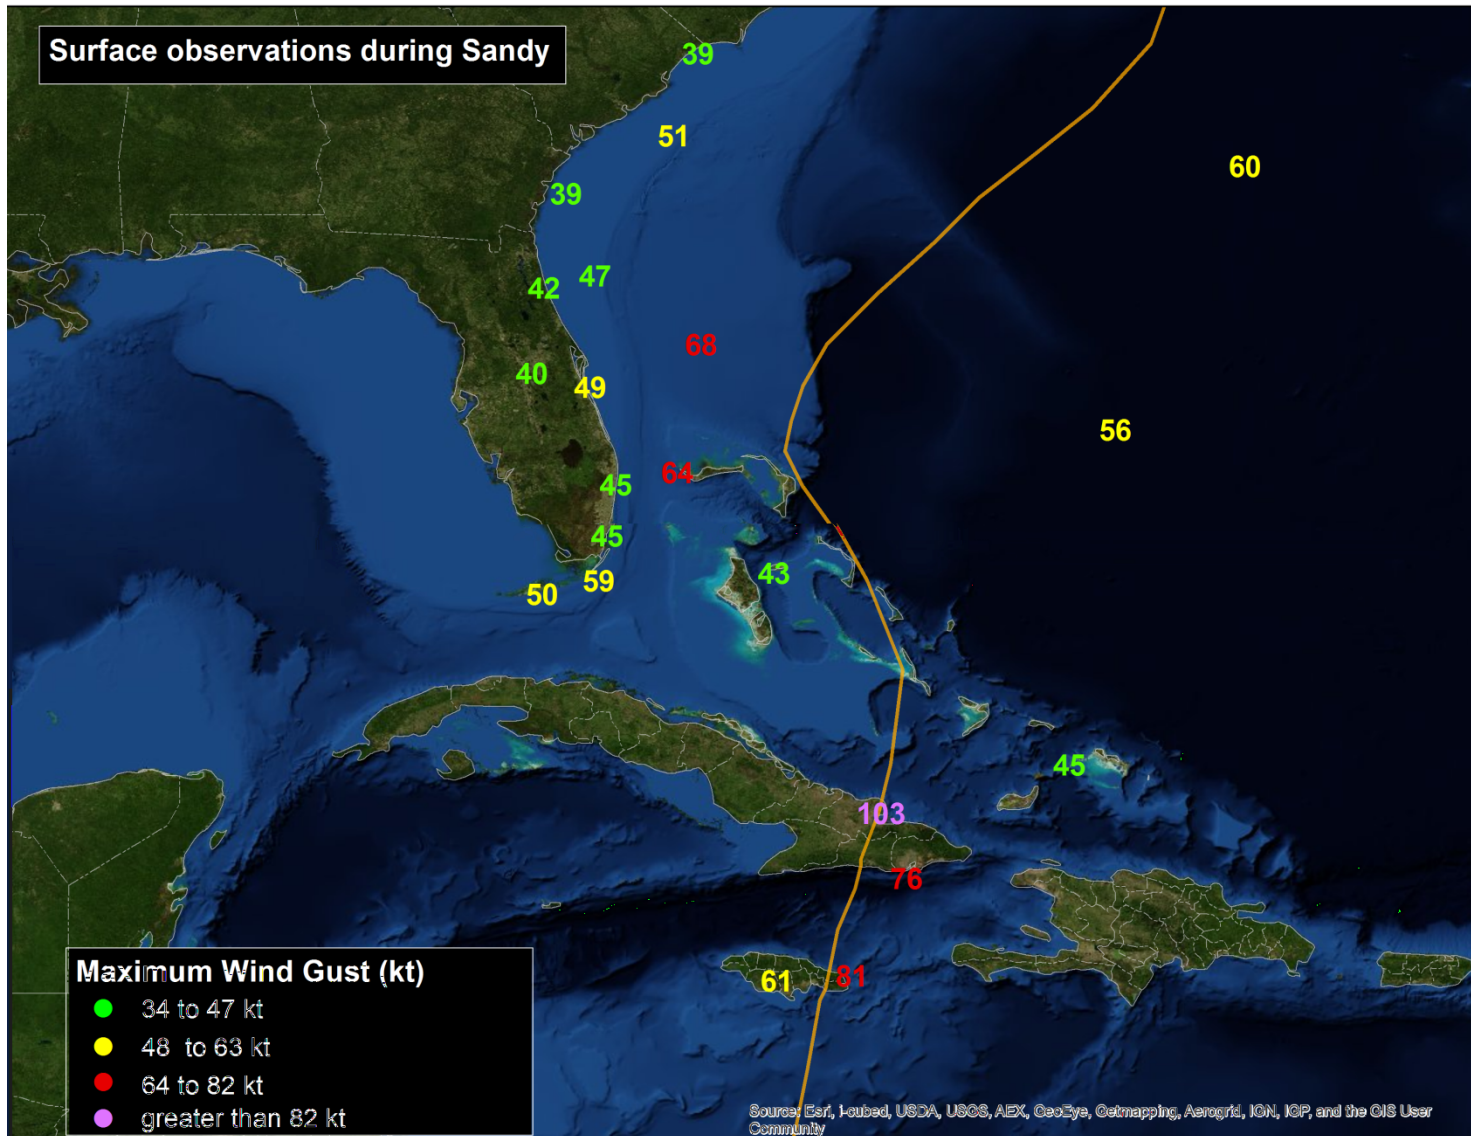 Surface observations during Sandy
39
51
60
39
47
42
68
40
49
56
64
45
45
43
59
50
45
103
76
61
81
Maximum Wind Gust (kt)
34 to 47 kt
48 to 63 kt
64 to 82 kt
greater than 82 kt
Source: Esri, i-cubed, USDA, USGS, AEX, GeoEye, Getmapping, Aerogrid, IGN, IGP, and the GIS User
Community